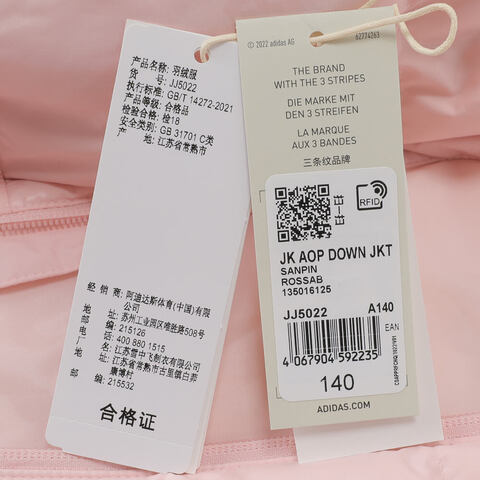 产品名称: 羽绒服
货 号: JJ5022
执行标准: GB/T 14272-2021
产品等级: 合格品
检验合格: 检18
安全类别: GB 31701 C类
产 地: 江苏省常熟市
经 销 商: 阿迪达斯体育(中国)有限公司
地 址: 苏州工业园区唯胜路508号
邮 编: 215126
电 话: 400 880 1515
名 称: 江苏雪中飞制衣有限公司
地 址: 江苏省常熟市古里镇白茆
康博村
邮 编: 215532
合格证
© 2022 adidas AG
62774263
THE BRAND
WITH THE 3 STRIPES
DIE MARKE MIT
DEN 3 STREIFEN
LA MARQUE
AUX 3 BANDES
三条纹品牌
RFID
JK AOP DOWN JKT
SANPIN
ROSSAB
135016125
JJ5022 A140
EAN
4 067904 592235
140
ADIDAS.COM